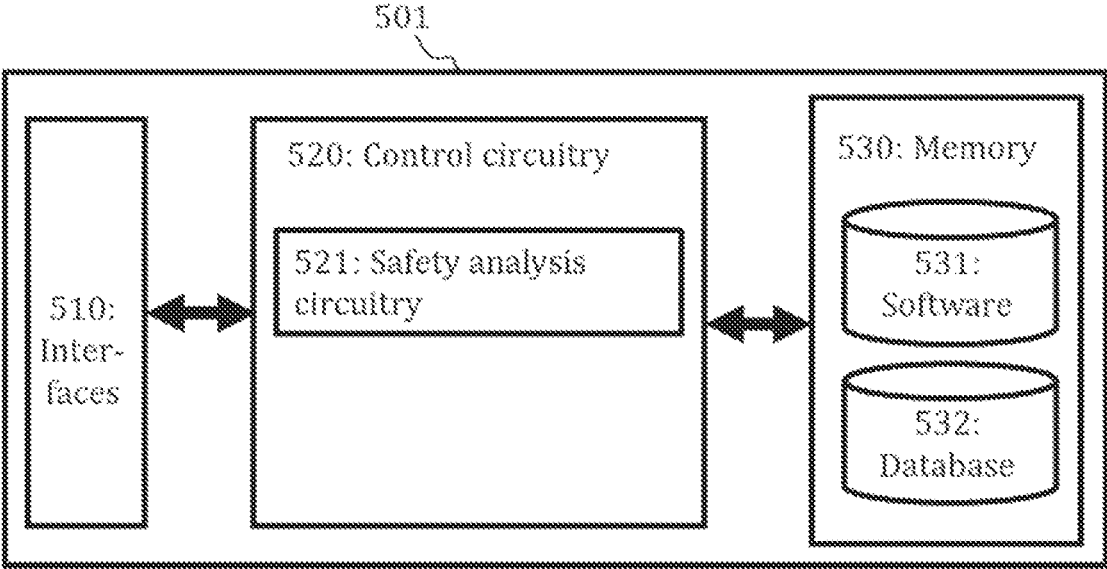 501
520: Control circuitry
530: Memory
521: Safety analysis
circuitry
510:
Inter-
faces
531:
Software
532:
Database